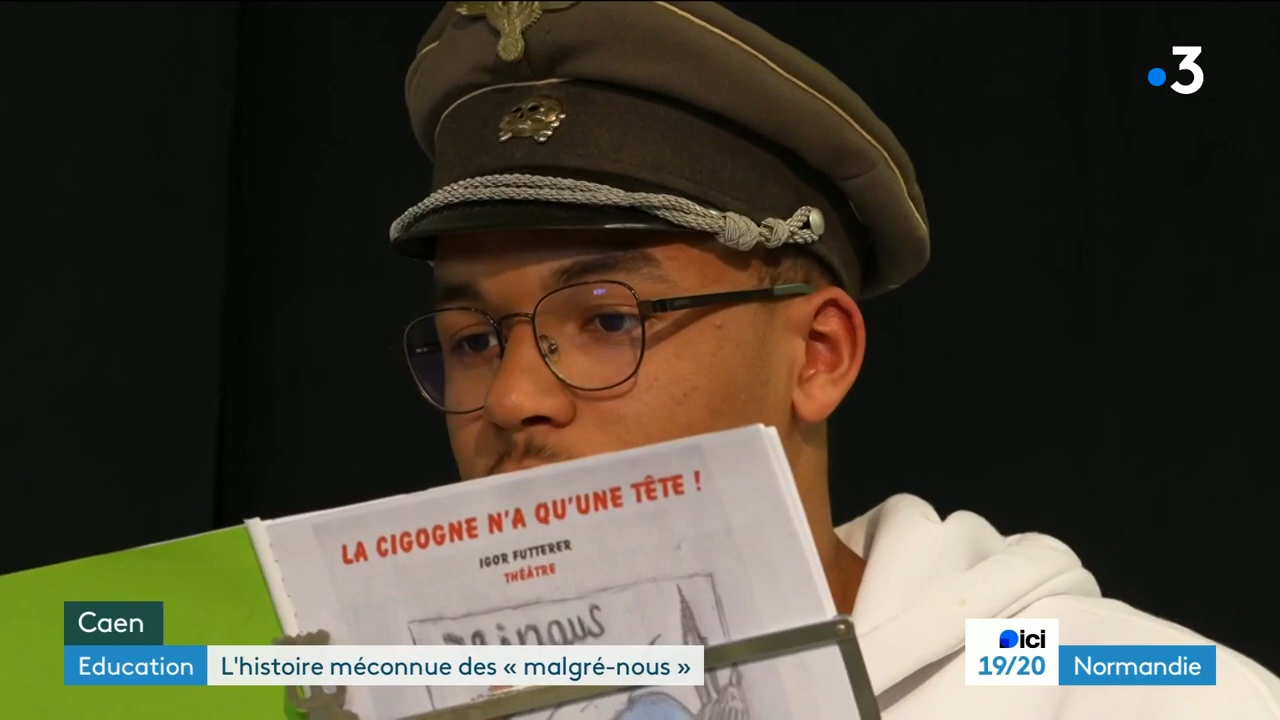 3
LA CIGOGNE N'A QU'UNE TÊTE !
IGOR FUTTERER
THÉÂTRE
Caen
Education
L'histoire méconnue des « malgré-nous »
ici
19/20
Normandie